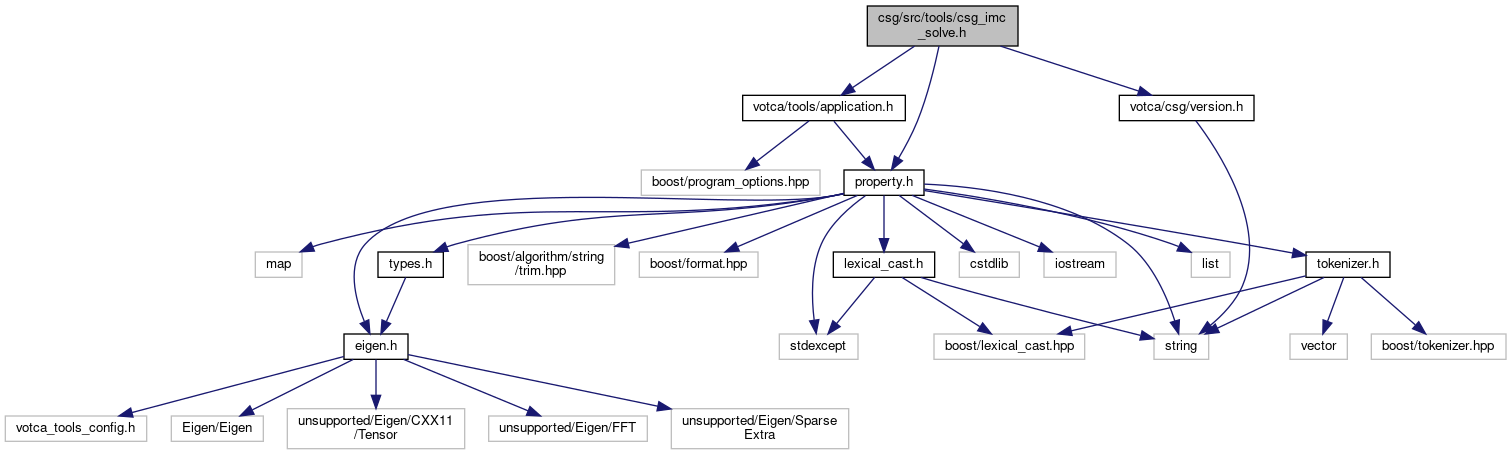 csg/src/tools/csg_imc
_solve.h
votca/tools/application.h
votca/csg/version.h
boost/program_options.hpp
property.h
map
types.h
boost/algorithm/string
/trim.hpp
boost/format.hpp
lexical_cast.h
cstdlib
iostream
list
tokenizer.h
eigen.h
stdexcept
boost/lexical_cast.hpp
string
vector
boost/tokenizer.hpp
votca_tools_config.h
Eigen/Eigen
unsupported/Eigen/CXX11
/Tensor
unsupported/Eigen/FFT
unsupported/Eigen/Sparse
Extra